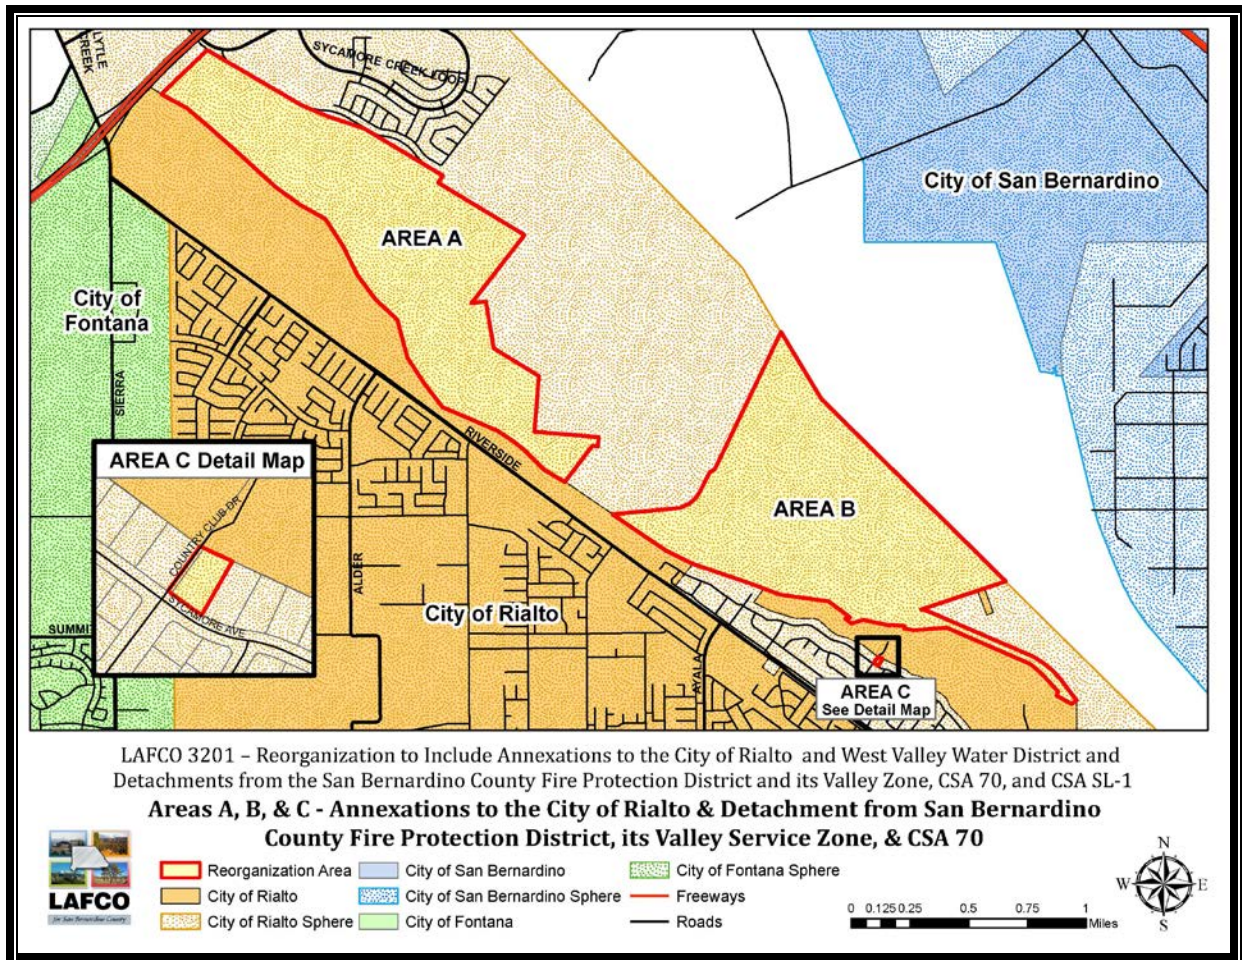 LYTLE
CREEK
SYCAMORE CREEK LOOP
City of San Bernardino
AREA A
City of
Fontana
SIERRA
RIVERSIDE
AREA C Detail Map
COUNTRY CLUB DR
SYCAMORE AVE
SUMMIT
ALDER
AREA B
City of Rialto
AYALA
AREA C
See Detail Map
LAFCO 3201 – Reorganization to Include Annexations to the City of Rialto and West Valley Water District and
Detachments from the San Bernardino County Fire Protection District and its Valley Zone, CSA 70, and CSA SL-1
Areas A, B, & C - Annexations to the City of Rialto & Detachment from San Bernardino
County Fire Protection District, its Valley Service Zone, & CSA 70
LAFCO
for San Bernardino County
Reorganization Area
City of Rialto
City of Rialto Sphere
City of San Bernardino
City of San Bernardino Sphere
City of Fontana
City of Fontana Sphere
Freeways
Roads
0 0.125 0.25 0.5 0.75 1
Miles
N
W E
S